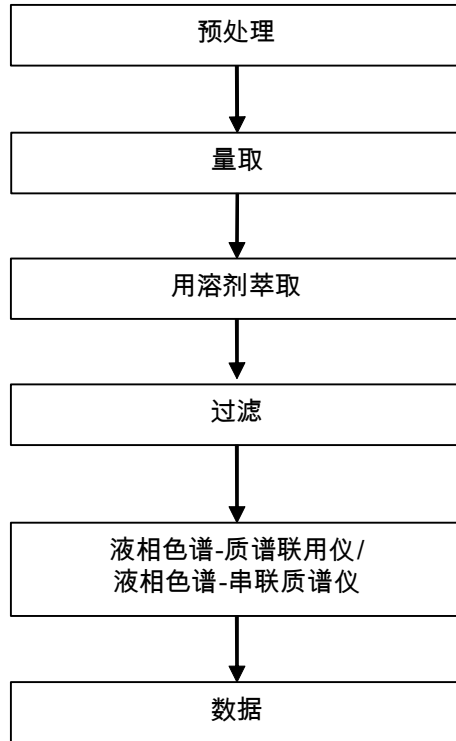 预处理
量取
用溶剂萃取
过滤
液相色谱-质谱联用仪/
液相色谱-串联质谱仪
数据